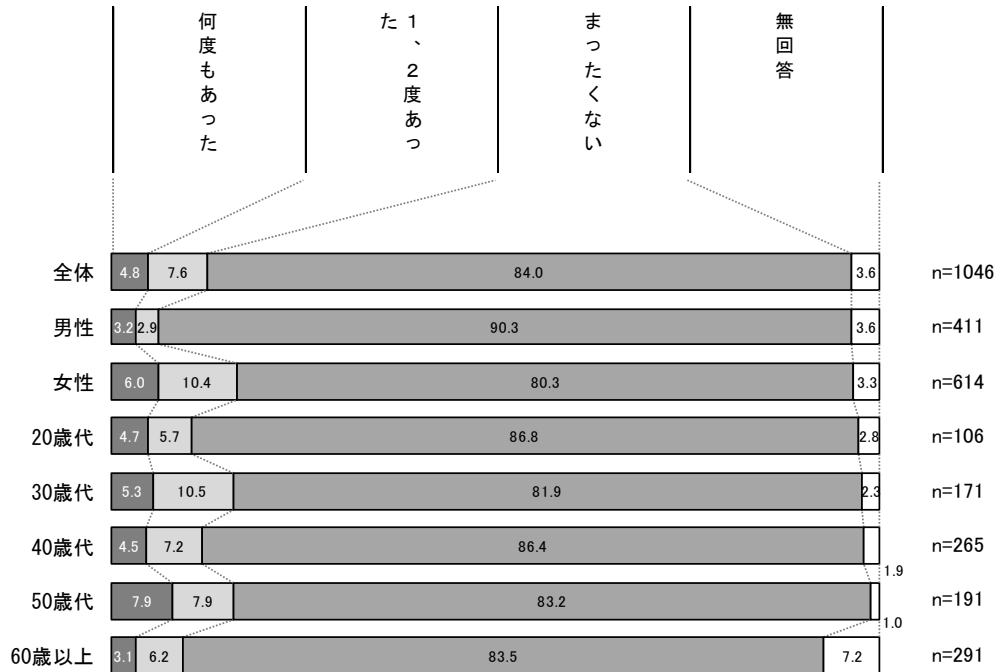 何度もあった
1、2度あった
まったくない
無回答
全体 4.8 7.6 84.0 3.6 n=1046
男性 3.2 2.9 90.3 3.6 n=411
女性 6.0 10.4 80.3 3.3 n=614
20歳代 4.7 5.7 86.8 2.8 n=106
30歳代 5.3 10.5 81.9 2.3 n=171
40歳代 4.5 7.2 86.4 1.9 n=265
50歳代 7.9 7.9 83.2 1.0 n=191
60歳以上 3.1 6.2 83.5 7.2 n=291